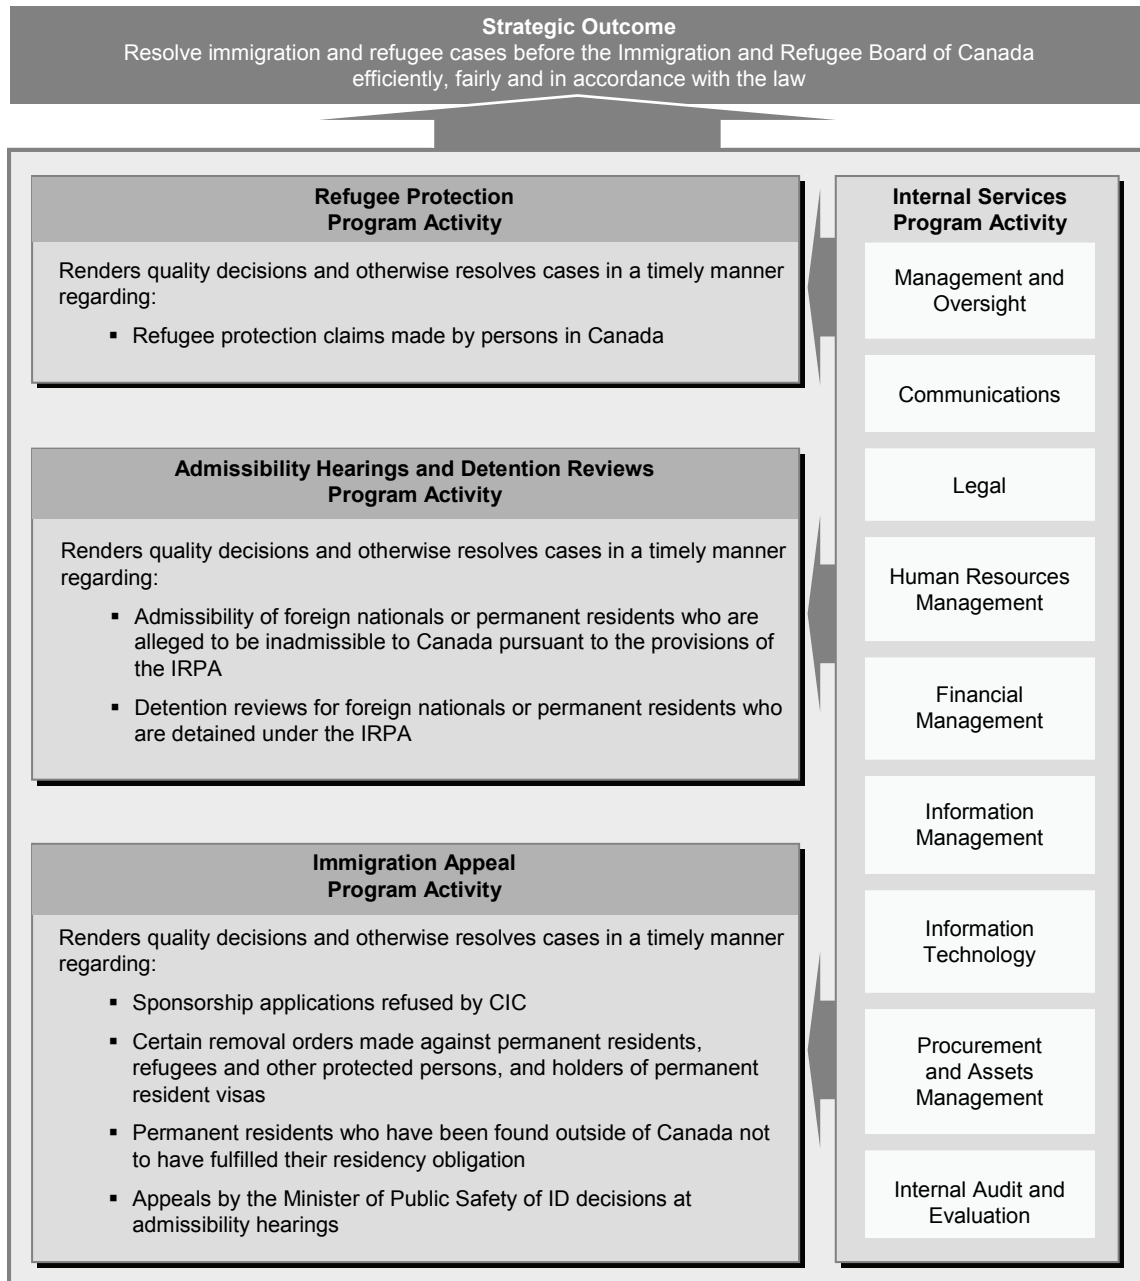 Strategic Outcome
Resolve immigration and refugee cases before the Immigration and Refugee Board of Canada
efficiently, fairly and in accordance with the law
Refugee Protection
Program Activity
Renders quality decisions and otherwise resolves cases in a timely manner
regarding:
▪ Refugee protection claims made by persons in Canada
Admissibility Hearings and Detention Reviews
Program Activity
Renders quality decisions and otherwise resolves cases in a timely manner
regarding:
▪ Admissibility of foreign nationals or permanent residents who are
alleged to be inadmissible to Canada pursuant to the provisions of
the IRPA
▪ Detention reviews for foreign nationals or permanent residents who
are detained under the IRPA
Immigration Appeal
Program Activity
Renders quality decisions and otherwise resolves cases in a timely manner
regarding:
▪ Sponsorship applications refused by CIC
▪ Certain removal orders made against permanent residents,
refugees and other protected persons, and holders of permanent
resident visas
▪ Permanent residents who have been found outside of Canada not
to have fulfilled their residency obligation
▪ Appeals by the Minister of Public Safety of ID decisions at
admissibility hearings
Internal Services
Program Activity
Management and
Oversight
Communications
Legal
Human Resources
Management
Financial
Management
Information
Management
Information
Technology
Procurement
and Assets
Management
Internal Audit and
Evaluation